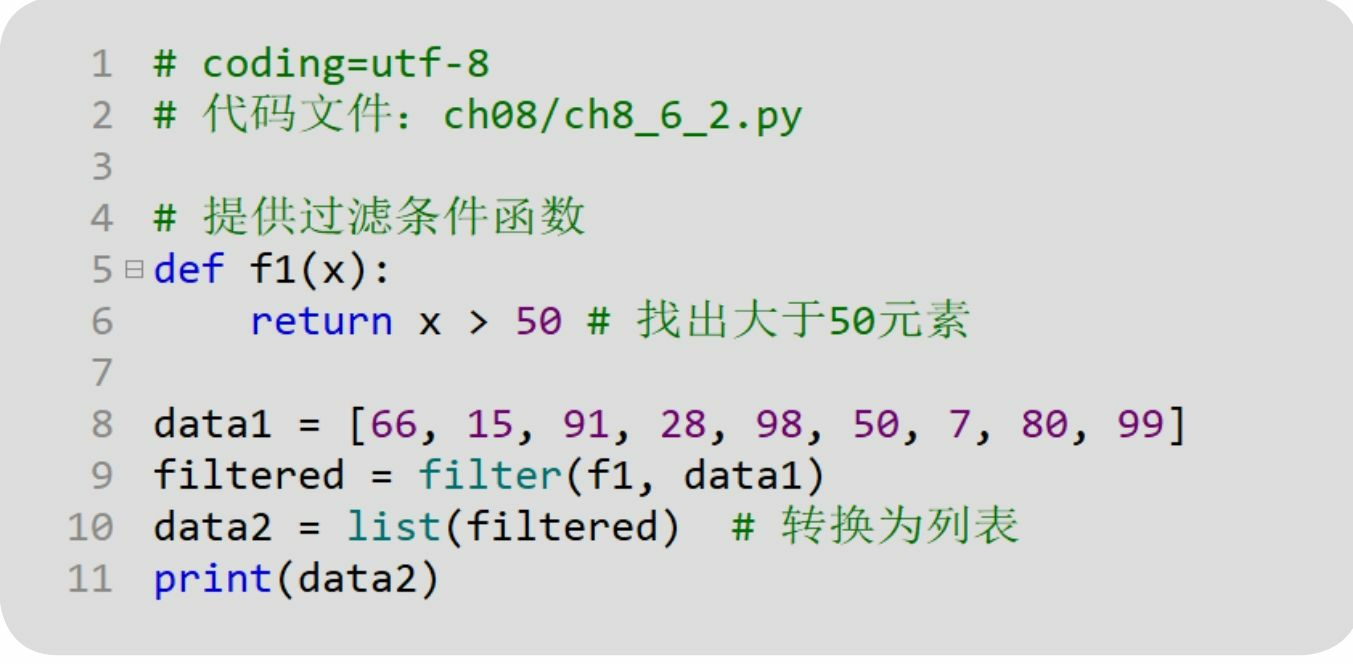 1 # coding=utf-8
2 # 代码文件：ch08/ch8_6_2.py
3
4 # 提供过滤条件函数
5 def f1(x):
6     return x > 50 # 找出大于50元素
7
8 data1 = [66, 15, 91, 28, 98, 50, 7, 80, 99]
9 filtered = filter(f1, data1)
10 data2 = list(filtered)  # 转换为列表
11 print(data2)